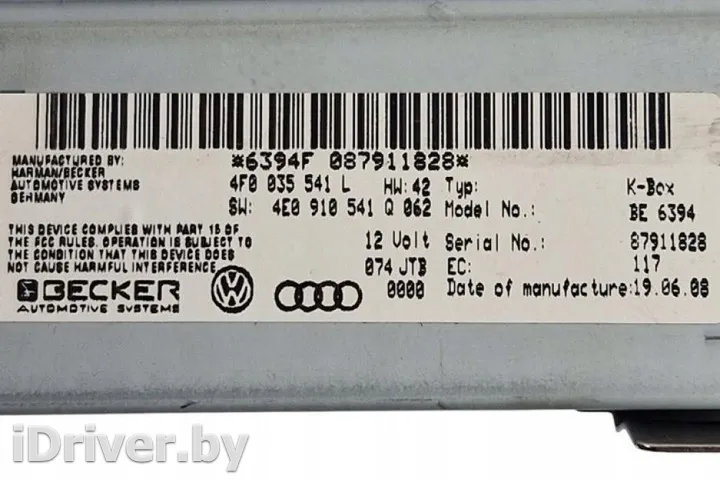 *6394F 087911828*
MANUFACTURED BY:
HARMAN/BECKER
AUTOMOTIVE SYSTEMS
GERMANY
4F0 035 541 L HW: 42 Typ: K-Box
SW: 4E0 910 541 Q 062 Model No.: BE 6394
THIS DEVICE COMPLIES WITH PART 15 OF
THE FCC RULES. OPERATION IS SUBJECT TO
THE CONDITION THAT THIS DEVICE DOES
NOT CAUSE HARMFUL INTERFERENCE
12 Volt Serial No.: 87911828
074 JTB EC: 117
0000 Date of manufacture:19.06.08
BECKER
AUTOMOTIVE SYSTEMS
iDriver.by